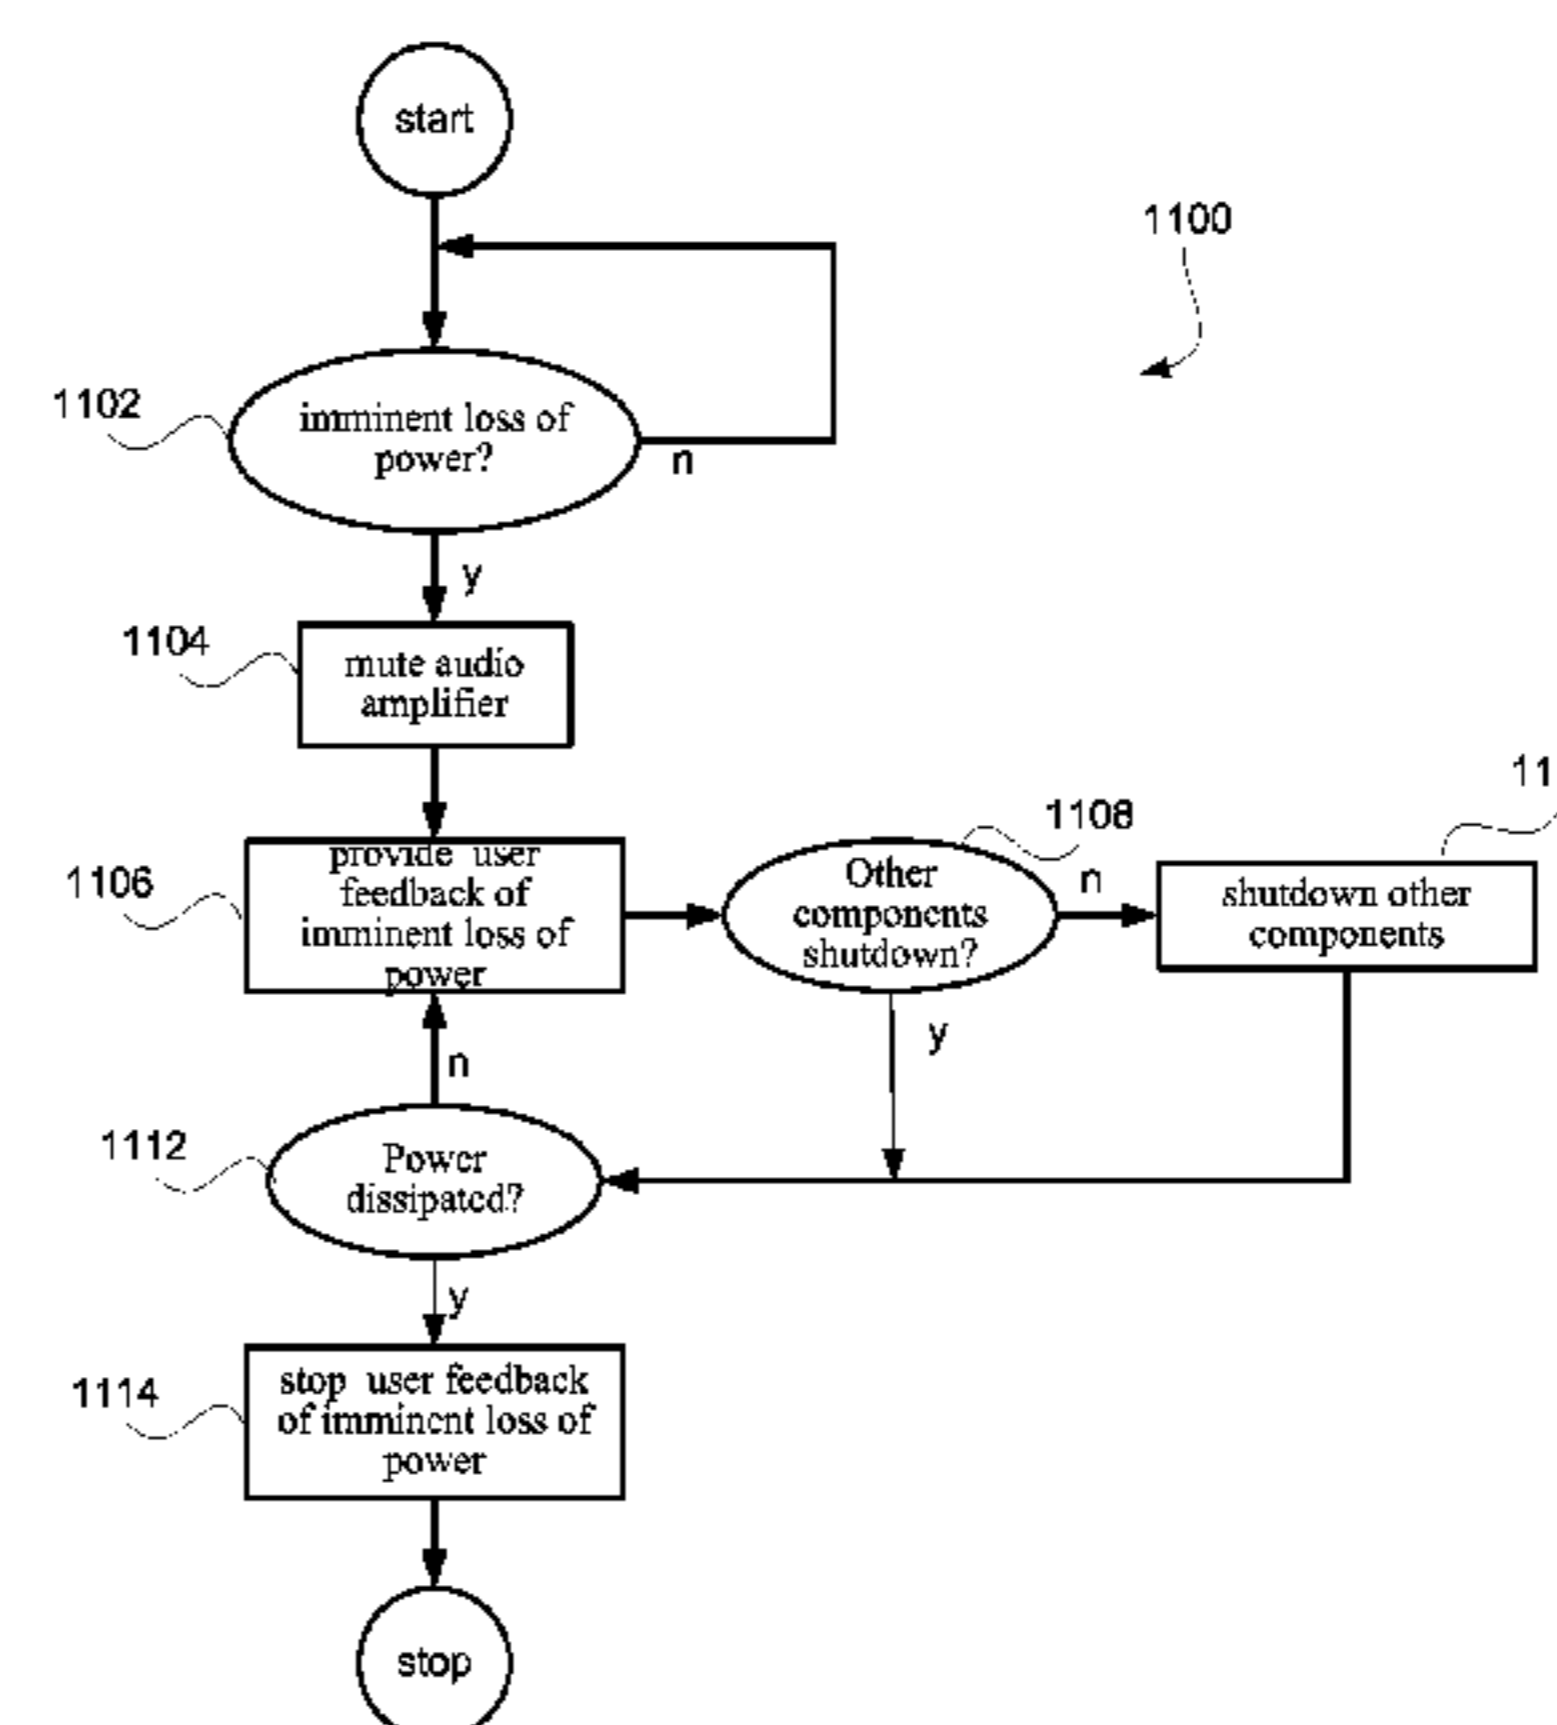 start
1100
1102
imminent loss of
power?
n
y
1104
mute audio
amplifier
11
1108
1106
provide user
feedback of
imminent loss of
power
Other
components
shutdown?
n
shutdown other
components
y
n
1112
Power
dissipated?
y
1114
stop user feedback
of imminent loss of
power
stop